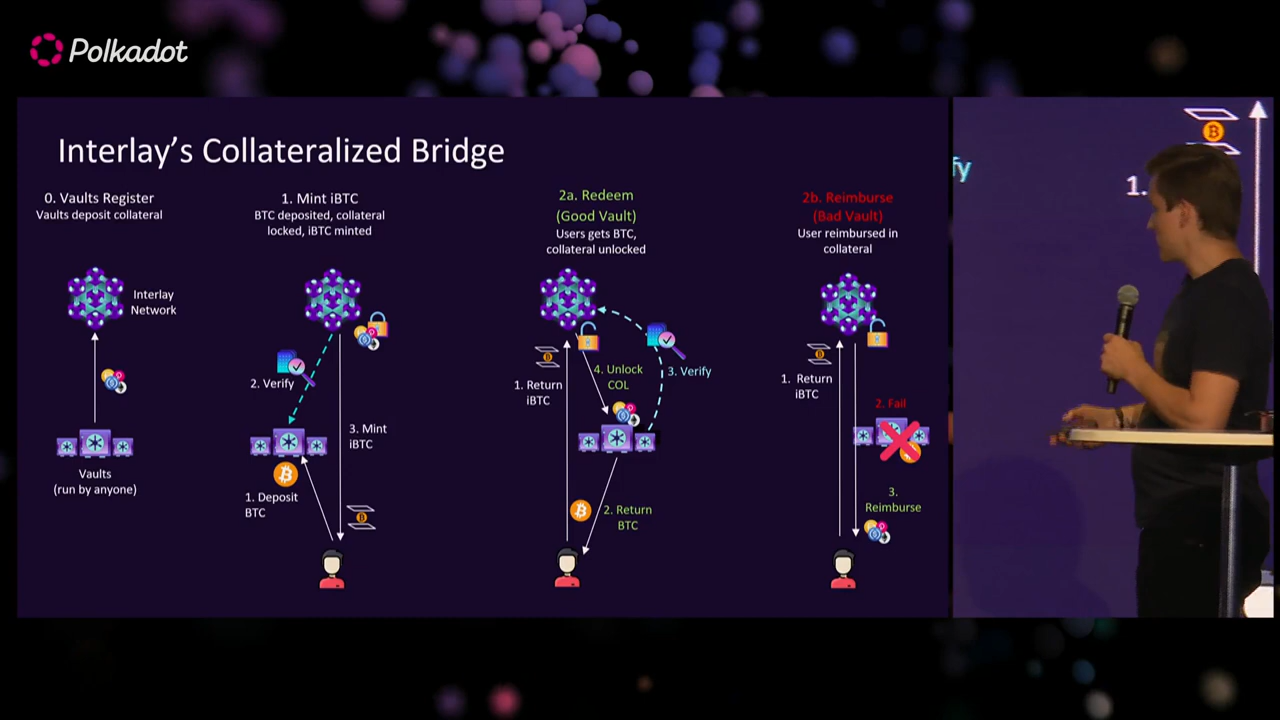 Polkadot
Interlay's Collateralized Bridge
0. Vaults Register
Vaults deposit collateral
Interlay
Network
Vaults
(run by anyone)
1. Mint iBTC
BTC deposited, collateral
locked, iBTC minted
2. Verify
3. Mint
iBTC
1. Deposit
BTC
2a. Redeem
(Good Vault)
Users gets BTC,
collateral unlocked
1. Return
iBTC
4. Unlock
COL
3. Verify
2. Return
BTC
2b. Reimburse
(Bad Vault)
User reimbursed in
collateral
1. Return
iBTC
2. Fail
3.
Reimburse
fy
1.